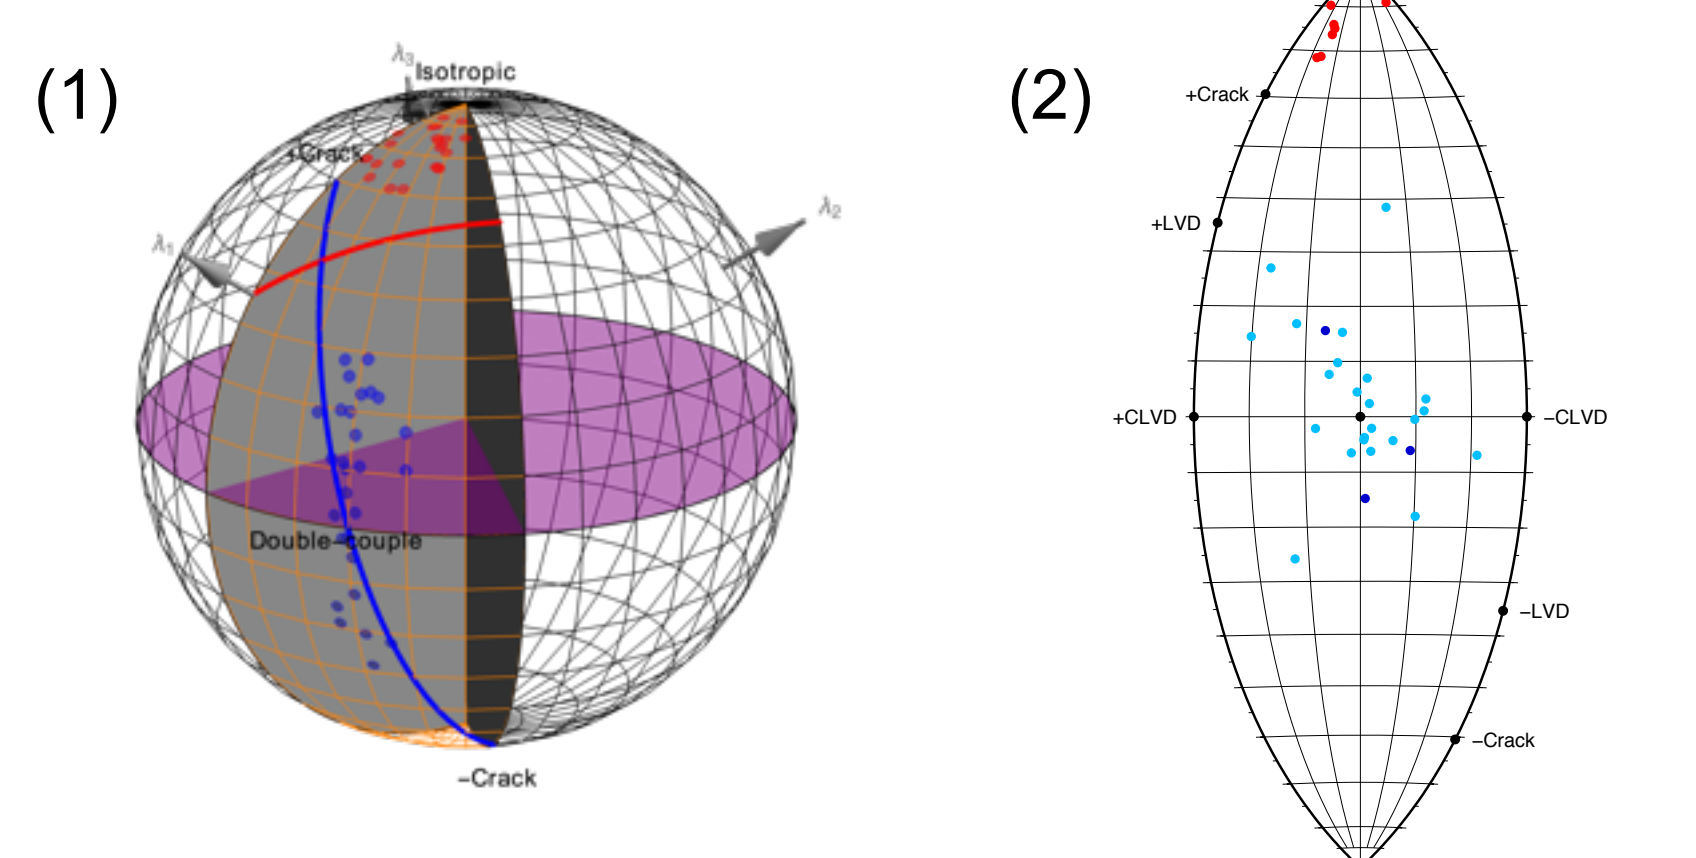 (1)
λ3
Isotropic
+Crack
λ2
λ1
Double-couple
−Crack
(2)
+Crack
+LVD
+CLVD
−CLVD
−LVD
−Crack